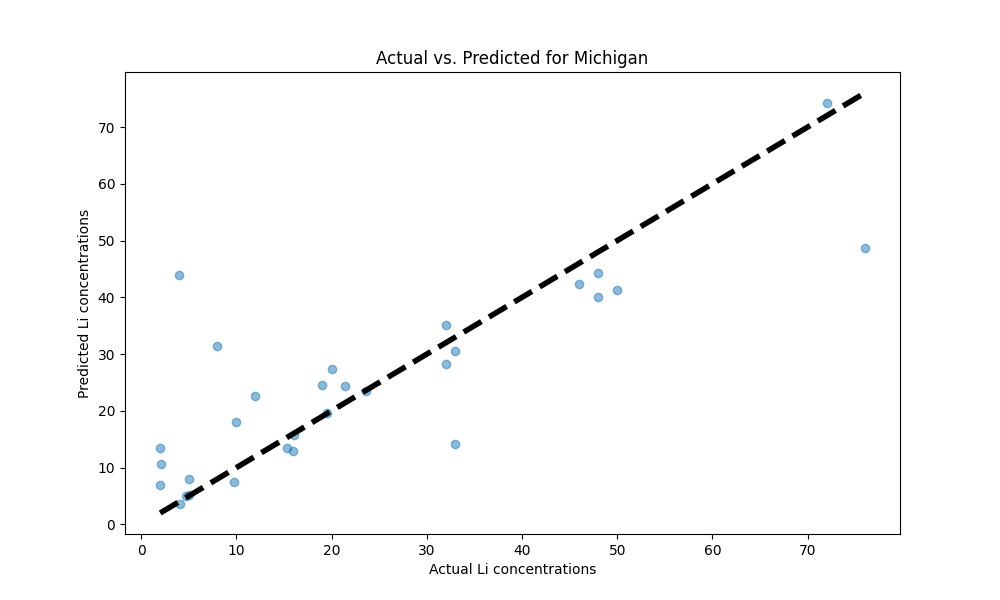 Actual vs. Predicted for Michigan
Predicted Li concentrations
70
60
50
40
30
20
10
0
0 10 20 30 40 50 60 70
Actual Li concentrations